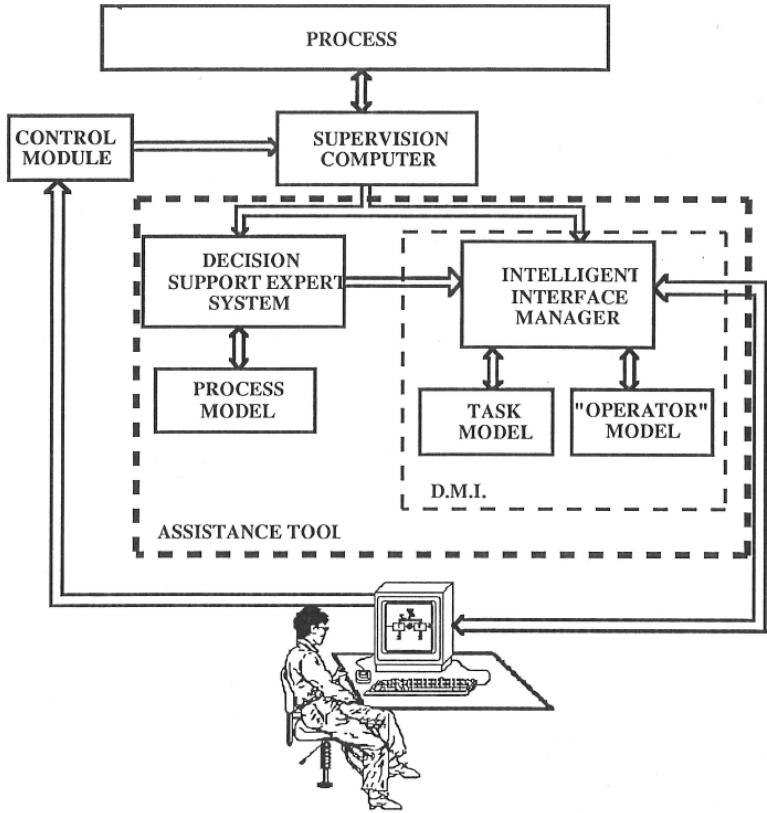 PROCESS
CONTROL
MODULE
SUPERVISION
COMPUTER
DECISION
SUPPORT EXPERT
SYSTEM
INTELLIGENT
INTERFACE
MANAGER
PROCESS
MODEL
TASK
MODEL
"OPERATOR"
MODEL
D.M.I.
ASSISTANCE TOOL